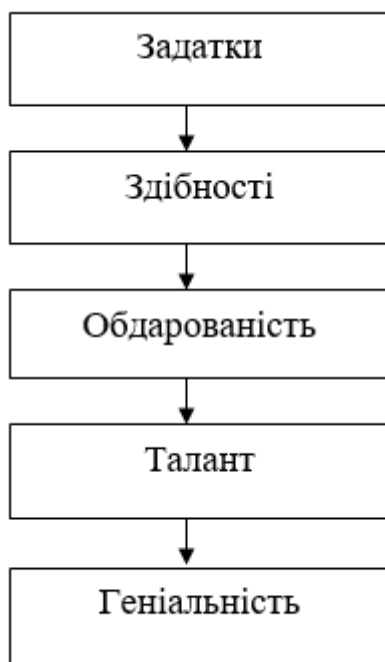 Задатки
Здібності
Обдарованість
Талант
Геніальність